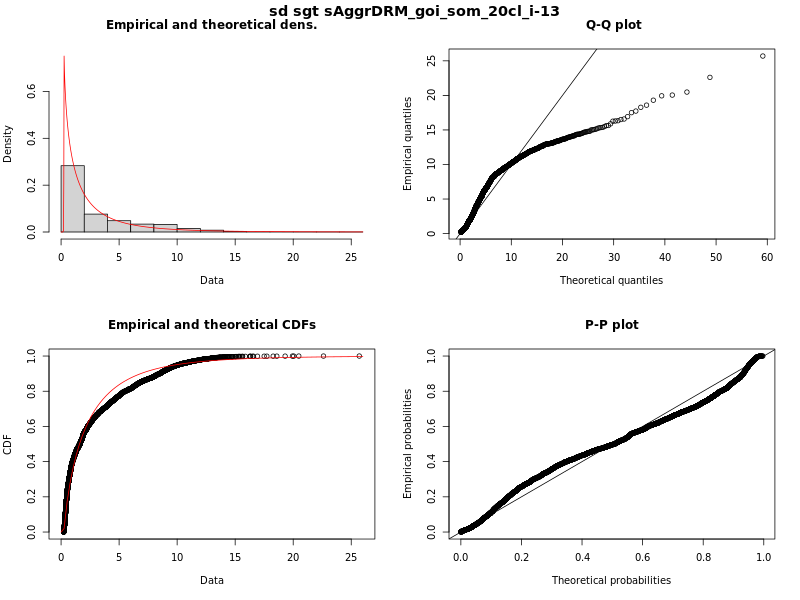 sd sgt sAggrDRM_goi_som_20cl_i-13
Empirical and theoretical dens.
Density
0.0 0.2 0.4 0.6
0 5 10 15 20 25
Data
Q-Q plot
Empirical quantiles
0 5 10 15 20 25
0 10 20 30 40 50 60
Theoretical quantiles
Empirical and theoretical CDFs
CDF
0.0 0.2 0.4 0.6 0.8 1.0
0 5 10 15 20 25
Data
P-P plot
Empirical probabilities
0.0 0.2 0.4 0.6 0.8 1.0
0.0 0.2 0.4 0.6 0.8 1.0
Theoretical probabilities